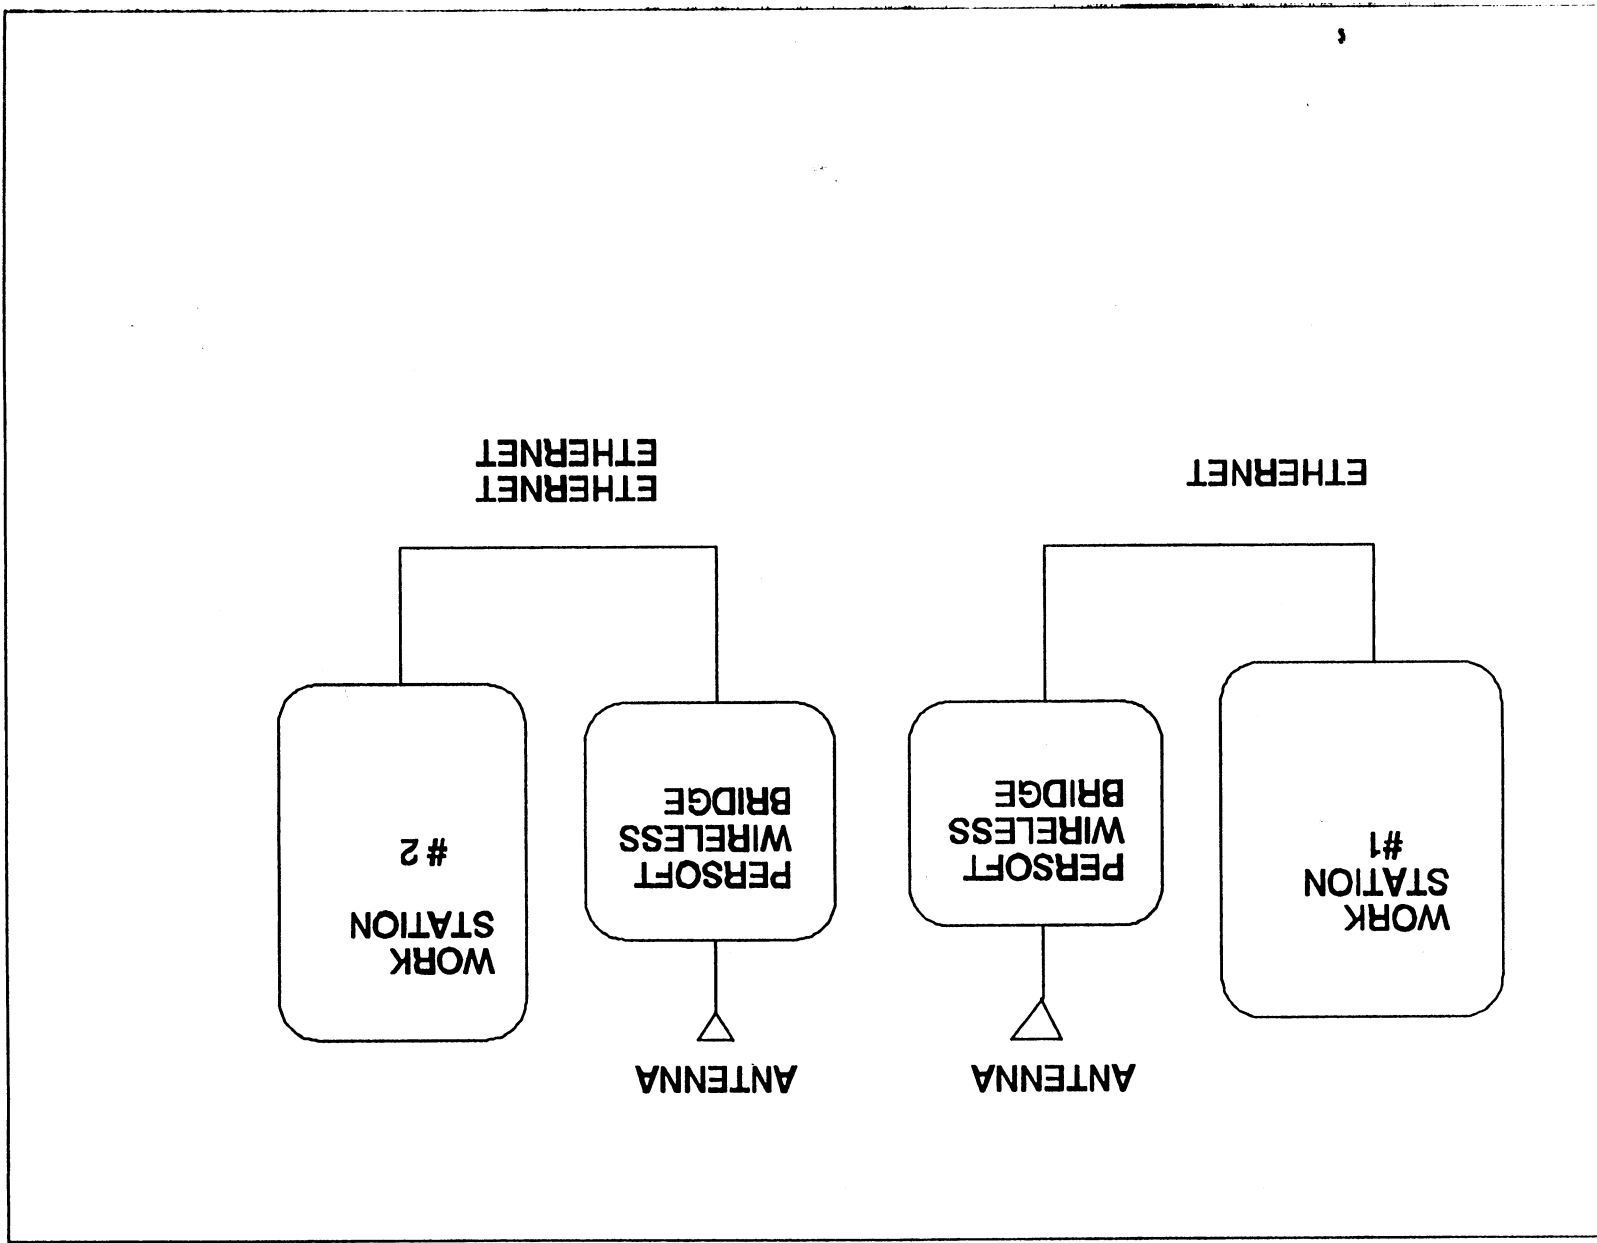 ANTENNA
ANTENNA
WORK
STATION
#1
PERSOFT
WIRELESS
BRIDGE
PERSOFT
WIRELESS
BRIDGE
WORK
STATION
# 2
ETHERNET
ETHERNET
ETHERNET